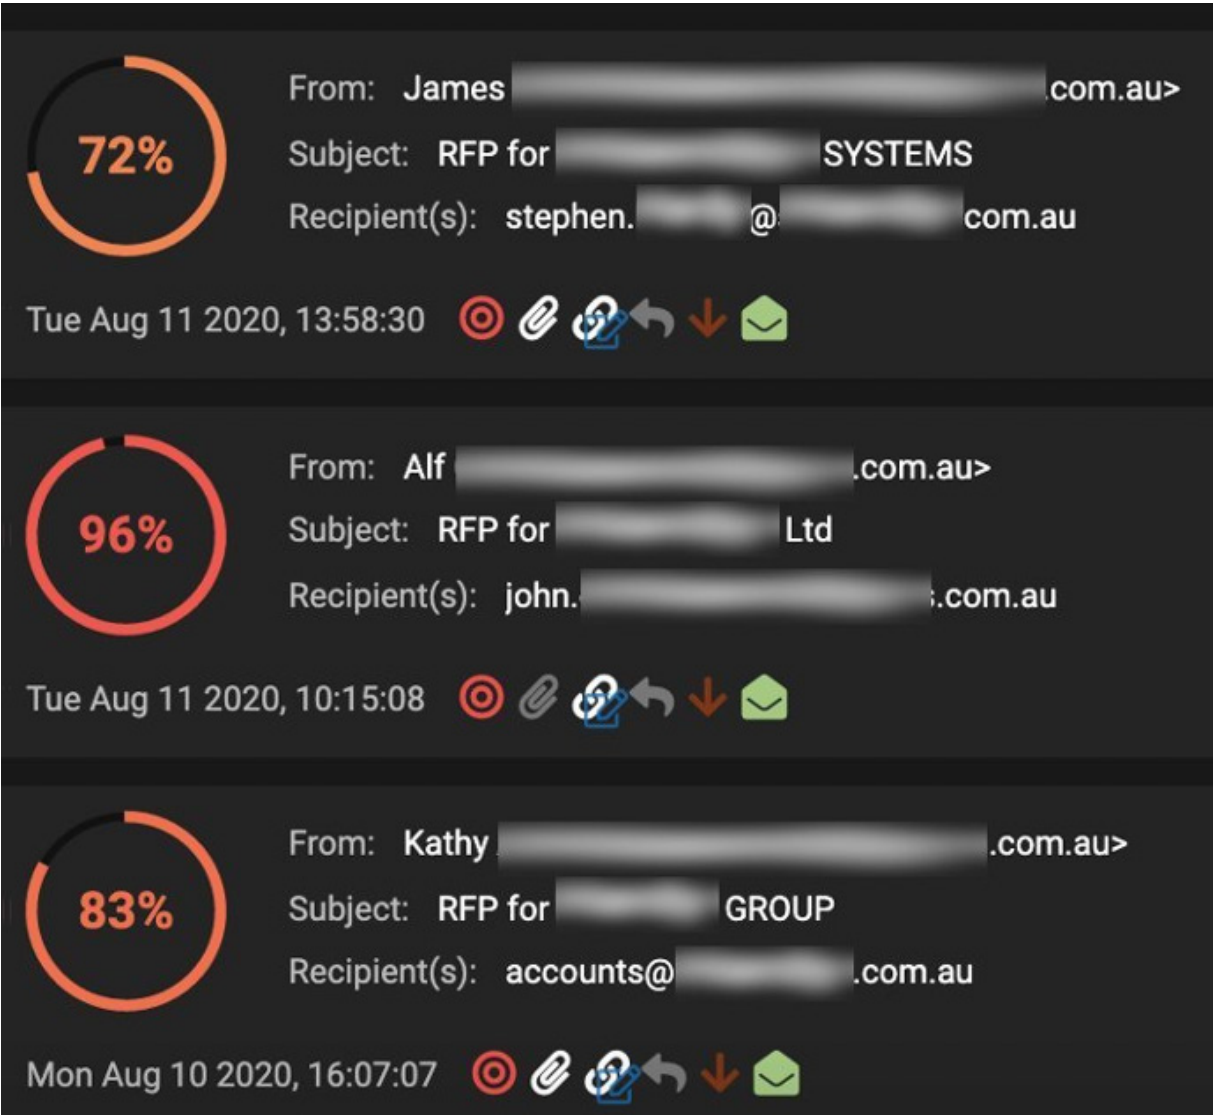 72%
From: James .com.au>
Subject: RFP for SYSTEMS
Recipient(s): stephen. @ com.au
Tue Aug 11 2020, 13:58:30
96%
From: Alf .com.au>
Subject: RFP for Ltd
Recipient(s): john. .com.au
Tue Aug 11 2020, 10:15:08
83%
From: Kathy .com.au>
Subject: RFP for GROUP
Recipient(s): accounts@ .com.au
Mon Aug 10 2020, 16:07:07